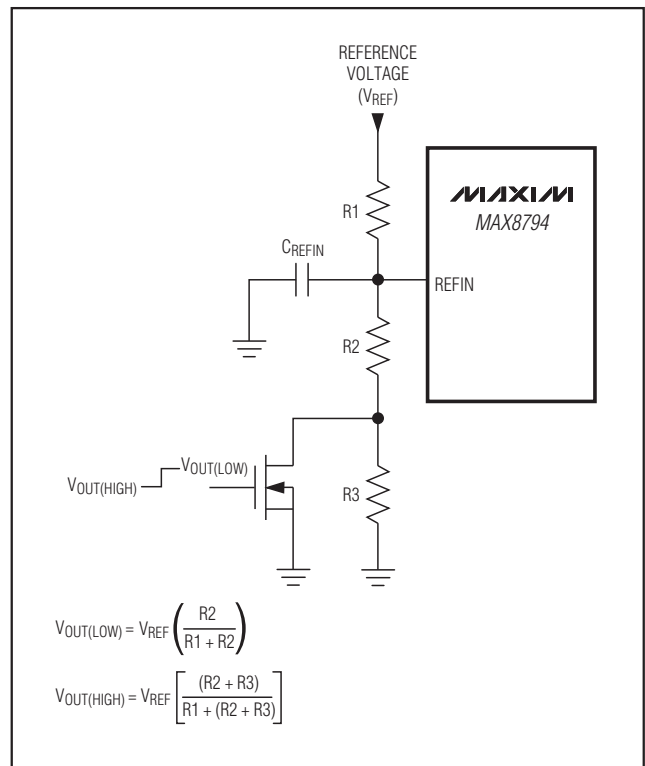 REFERENCE
VOLTAGE
(VREF)
R1
MAXIM
MAX8794
CREFIN
REFIN
R2
VOUT(LOW)
VOUT(HIGH)
R3
VOUT(LOW) = VREF ( R2 / R1 + R2 )
VOUT(HIGH) = VREF [ (R2 + R3) / R1 + (R2 + R3) ]